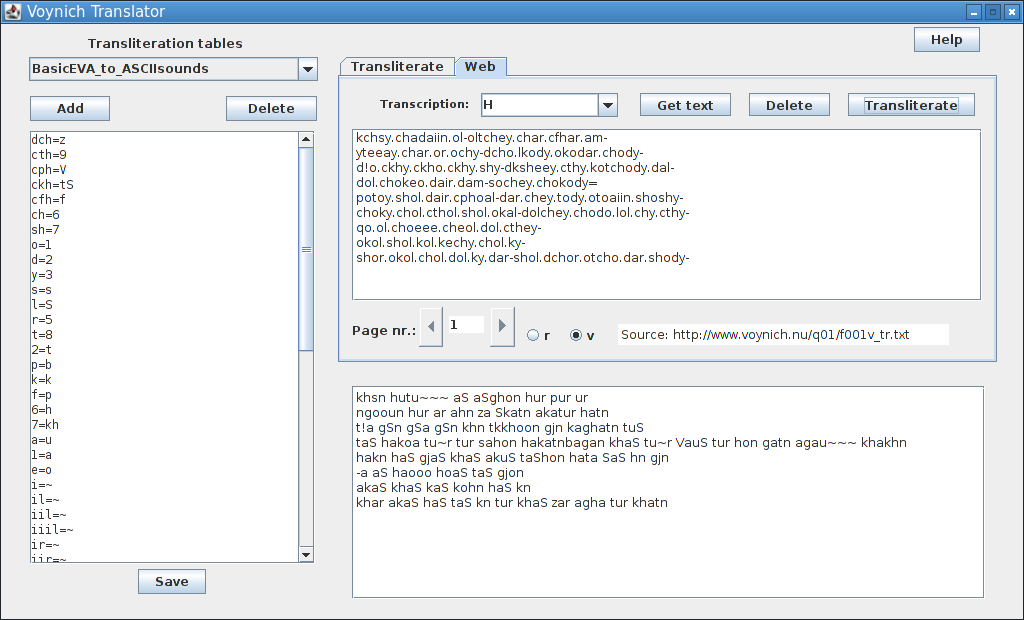 Voynich Translator
Help
Transliteration tables
BasicEVA_to_ASCIIsounds
Add
Delete
dch=z
cth=9
cph=V
ckh=tS
cfh=f
ch=6
sh=7
o=1
d=2
y=3
s=s
l=S
r=5
t=8
2=t
p=b
k=k
f=p
6=h
7=kh
a=u
1=a
e=o
i=~
il=~
iil=~
iiil=~
ir=~
iir=~
Save
Transliterate
Web
Transcription:
H
Get text
Delete
Transliterate
kchsy.chadaiin.ol-oltchey.char.cfhar.am-
yteeay.char.or.ochy-dcho.lkody.okodar.chody-
d!o.ckhy.ckho.ckhy.shy-dksheey.cthy.kotchody.dal-
dol.chokeo.dair.dam-sochey.chokody=
potoy.shol.dair.cphoal-dar.chey.tody.otoaiin.shoshy-
choky.chol.cthol.shol.okal-dolchey.chodo.lol.chy.cthy-
qo.ol.choeee.cheol.dol.cthey-
okol.shol.kol.kechy.chol.ky-
shor.okol.chol.dol.ky.dar-shol.dchor.otcho.dar.shody-
Page nr.:
1
r
v
Source: http://www.voynich.nu/q01/f001v_tr.txt
khsn hutu~~~ aS aSghon hur pur ur
ngooun hur ar ahn za Skatn akatur hatn
t!a gSn gSa gSn khn tkkhoon gjn kaghatn tuS
taS hakoa tu~r tur sahon hakatnbagan khaS tu~r VauS tur hon gatn agau~~~ khakhn
hakn haS gjaS khaS akuS taShon hata SaS hn gjn
-a aS haooo hoaS taS gjon
akaS khaS kaS kohn haS kn
khar akaS haS taS kn tur khaS zar agha tur khatn